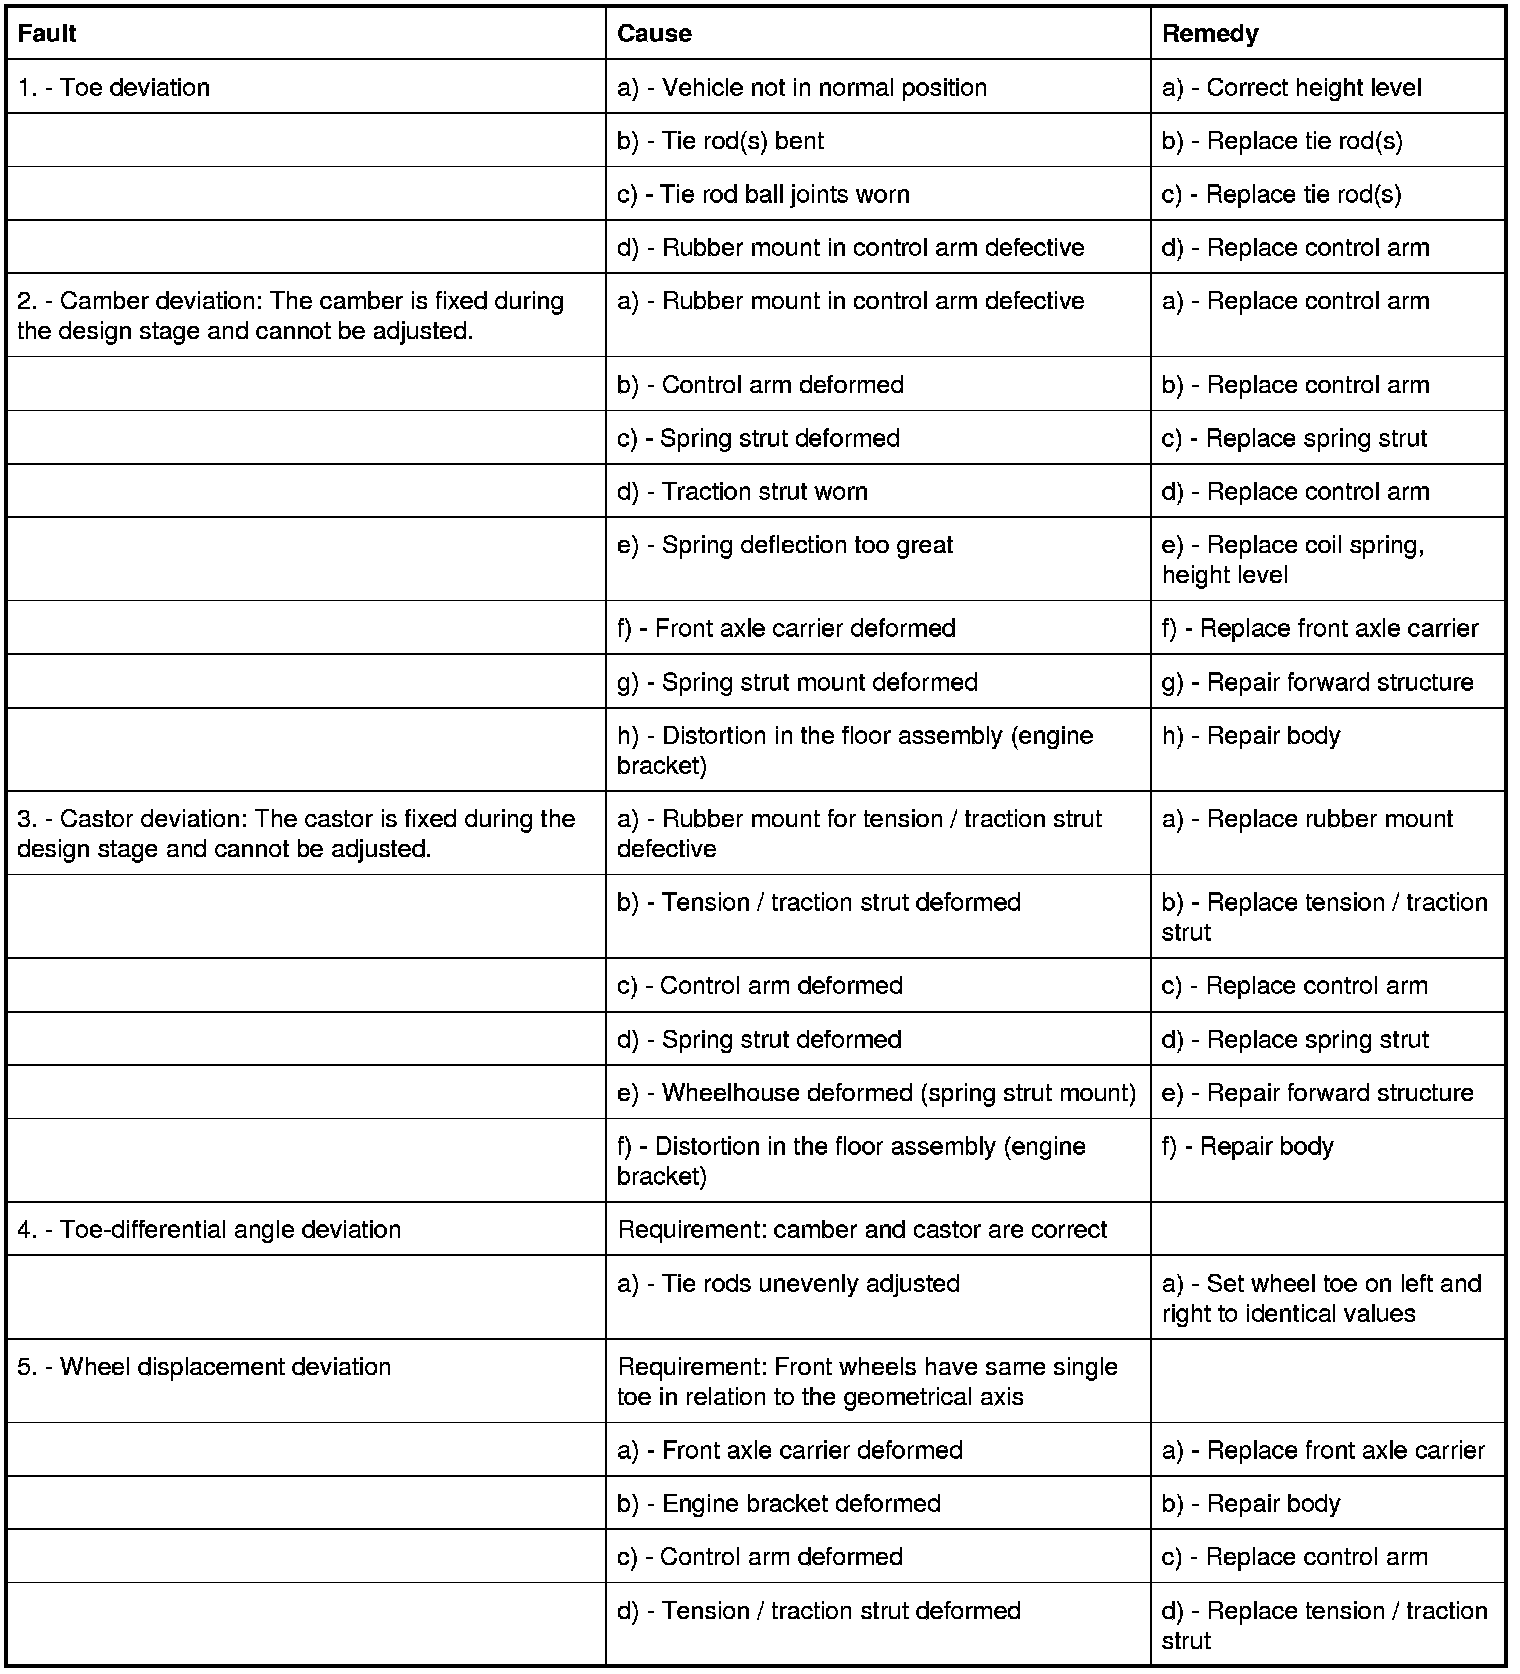 Fault Cause Remedy
1. - Toe deviation a) - Vehicle not in normal position a) - Correct height level
b) - Tie rod(s) bent b) - Replace tie rod(s)
c) - Tie rod ball joints worn c) - Replace tie rod(s)
d) - Rubber mount in control arm defective d) - Replace control arm
2. - Camber deviation: The camber is fixed during a) - Rubber mount in control arm defective a) - Replace control arm
the design stage and cannot be adjusted.
b) - Control arm deformed b) - Replace control arm
c) - Spring strut deformed c) - Replace spring strut
d) - Traction strut worn d) - Replace control arm
e) - Spring deflection too great e) - Replace coil spring,
height level
f) - Front axle carrier deformed f) - Replace front axle carrier
g) - Spring strut mount deformed g) - Repair forward structure
h) - Distortion in the floor assembly (engine h) - Repair body
bracket)
3. - Castor deviation: The castor is fixed during the a) - Rubber mount for tension / traction strut a) - Replace rubber mount
design stage and cannot be adjusted. defective
b) - Tension / traction strut deformed b) - Replace tension / traction
strut
c) - Control arm deformed c) - Replace control arm
d) - Spring strut deformed d) - Replace spring strut
e) - Wheelhouse deformed (spring strut mount) e) - Repair forward structure
f) - Distortion in the floor assembly (engine f) - Repair body
bracket)
4. - Toe-differential angle deviation Requirement: camber and castor are correct
a) - Tie rods unevenly adjusted a) - Set wheel toe on left and
right to identical values
5. - Wheel displacement deviation Requirement: Front wheels have same single
toe in relation to the geometrical axis
a) - Front axle carrier deformed a) - Replace front axle carrier
b) - Engine bracket deformed b) - Repair body
c) - Control arm deformed c) - Replace control arm
d) - Tension / traction strut deformed d) - Replace tension / traction
strut